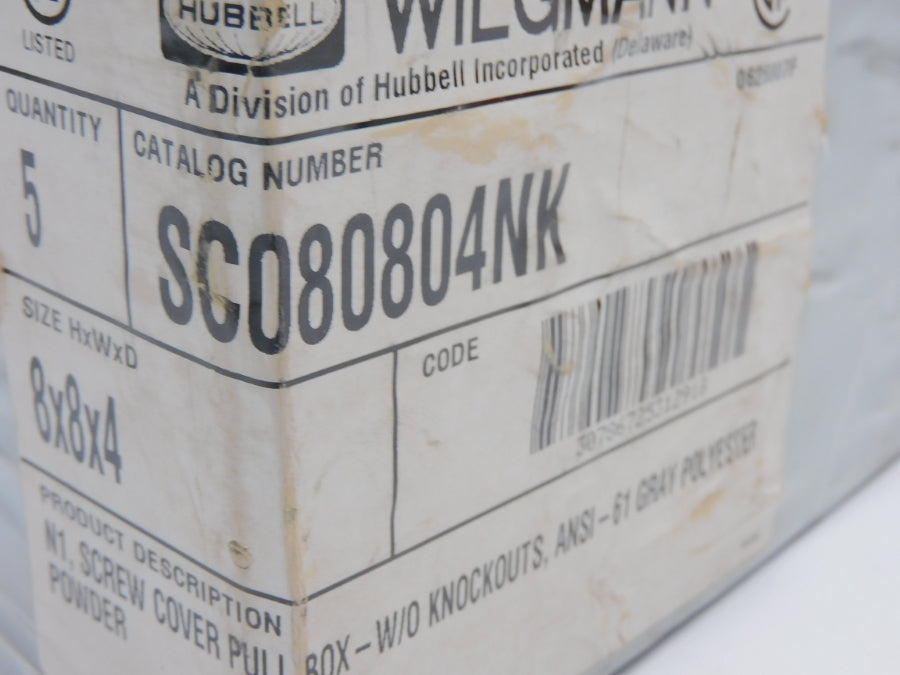 HUBBELL WIEGMANN
LISTED
A Division of Hubbell Incorporated (Delaware)
QUANTITY
5
CATALOG NUMBER
SC080804NK
SIZE HxWxD
8x8x4
CODE
PRODUCT DESCRIPTION
N1, SCREW COVER PULL BOX-W/O KNOCKOUTS, ANSI-61 GRAY POLYESTER
POWDER